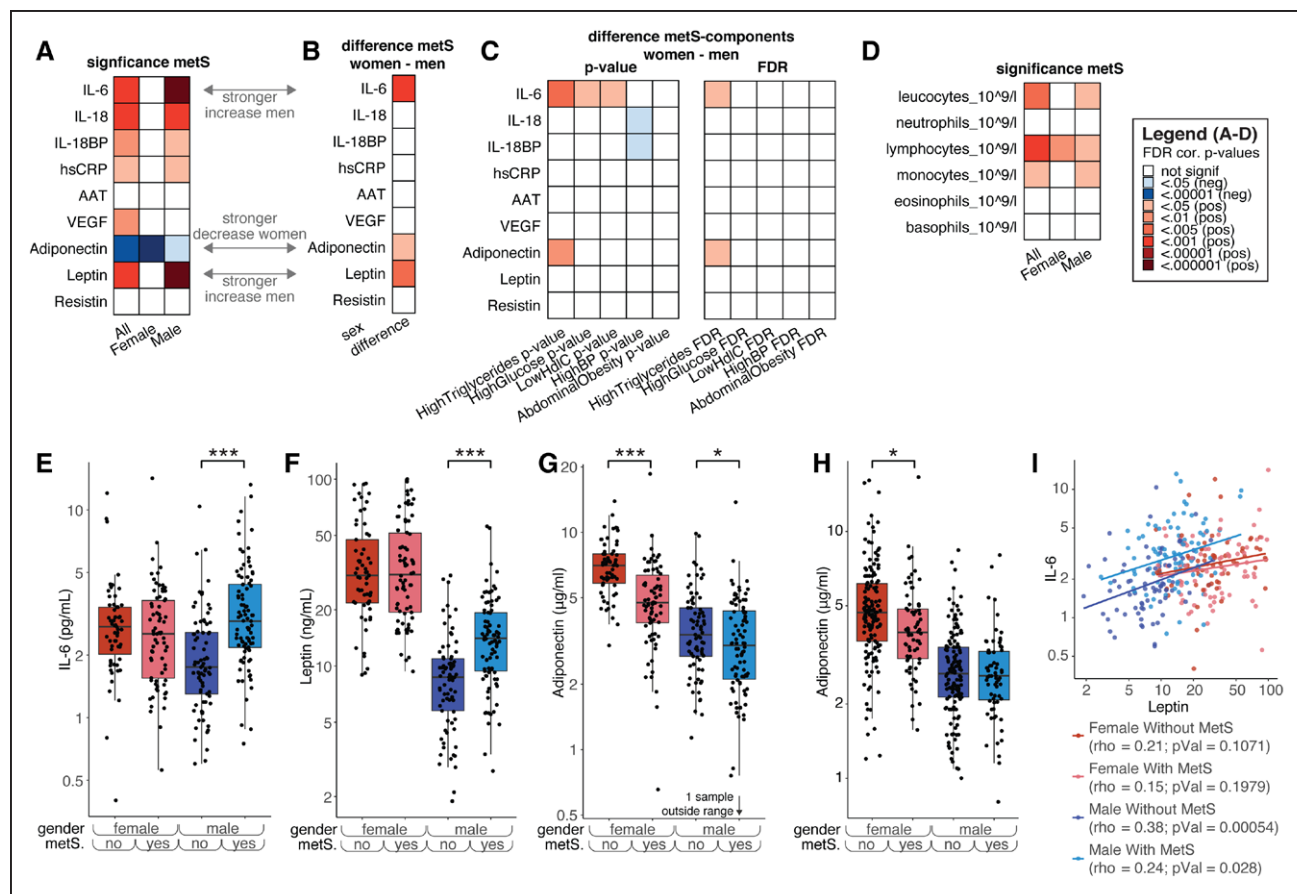 A
significance metS
IL-6
IL-18
IL-18BP
hsCRP
AAT
VEGF
Adiponectin
Leptin
Resistin
All
Female
Male
stronger
increase men
stronger
decrease women
stronger
increase men
B
difference metS
women - men
IL-6
IL-18
IL-18BP
hsCRP
AAT
VEGF
Adiponectin
Leptin
Resistin
sex
difference
C
difference metS-components
women - men
p-value
FDR
IL-6
IL-18
IL-18BP
hsCRP
AAT
VEGF
Adiponectin
Leptin
Resistin
HighTriglycerides p-value
HighGlucose p-value
LowHdlC p-value
HighBP p-value
AbdominalObesity p-value
HighTriglycerides FDR
HighGlucose FDR
LowHdlC FDR
HighBP FDR
AbdominalObesity FDR
D
significance metS
leucocytes_10^9/l
neutrophils_10^9/l
lymphocytes_10^9/l
monocytes_10^9/l
eosinophils_10^9/l
basophils_10^9/l
All
Female
Male
Legend (A-D)
FDR cor. p-values
not signif
<.05 (neg)
<.00001 (neg)
<.05 (pos)
<.01 (pos)
<.005 (pos)
<.001 (pos)
<.00001 (pos)
<.000001 (pos)
E
***
IL-6 (pg/mL)
10
5
2
1
0.5
gender
female
male
metS.
no
yes
no
yes
F
***
Leptin (ng/mL)
100
50
20
10
5
2
female
male
no
yes
no
yes
G
***
*
Adiponectin (µg/ml)
20
10
5
2
1
0.5
1 sample
outside range
female
male
no
yes
no
yes
H
*
Adiponectin (µg/ml)
10
5
2
1
gender
female
male
metS.
no
yes
no
yes
I
IL-6
10
5
2
1
0.5
2
5
10
20
50
100
Leptin
Female Without MetS
(rho = 0.21; pVal = 0.1071)
Female With MetS
(rho = 0.15; pVal = 0.1979)
Male Without MetS
(rho = 0.38; pVal = 0.00054)
Male With MetS
(rho = 0.24; pVal = 0.028)